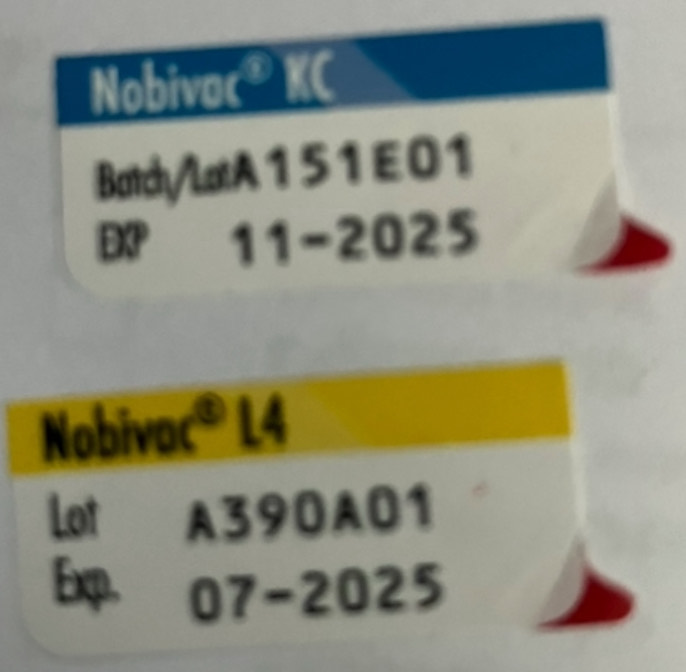 Nobivac® KC
Batch/Lot A151E01
EXP 11-2025
Nobivac® L4
Lot A390A01
Exp. 07-2025